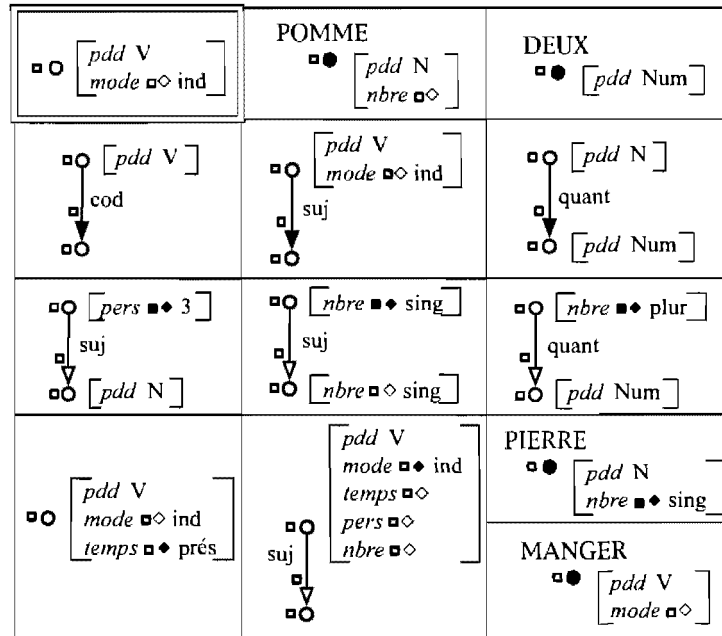 pdd V
mode ind
POMME
pdd N
nbre
DEUX
pdd Num
pdd V
cod
pdd V
mode ind
suj
pdd N
quant
pdd Num
pers 3
suj
pdd N
nbre sing
suj
nbre sing
nbre plur
quant
pdd Num
pdd V
mode ind
temps prés
pdd V
mode ind
temps
pers
nbre
suj
PIERRE
pdd N
nbre sing
MANGER
pdd V
mode